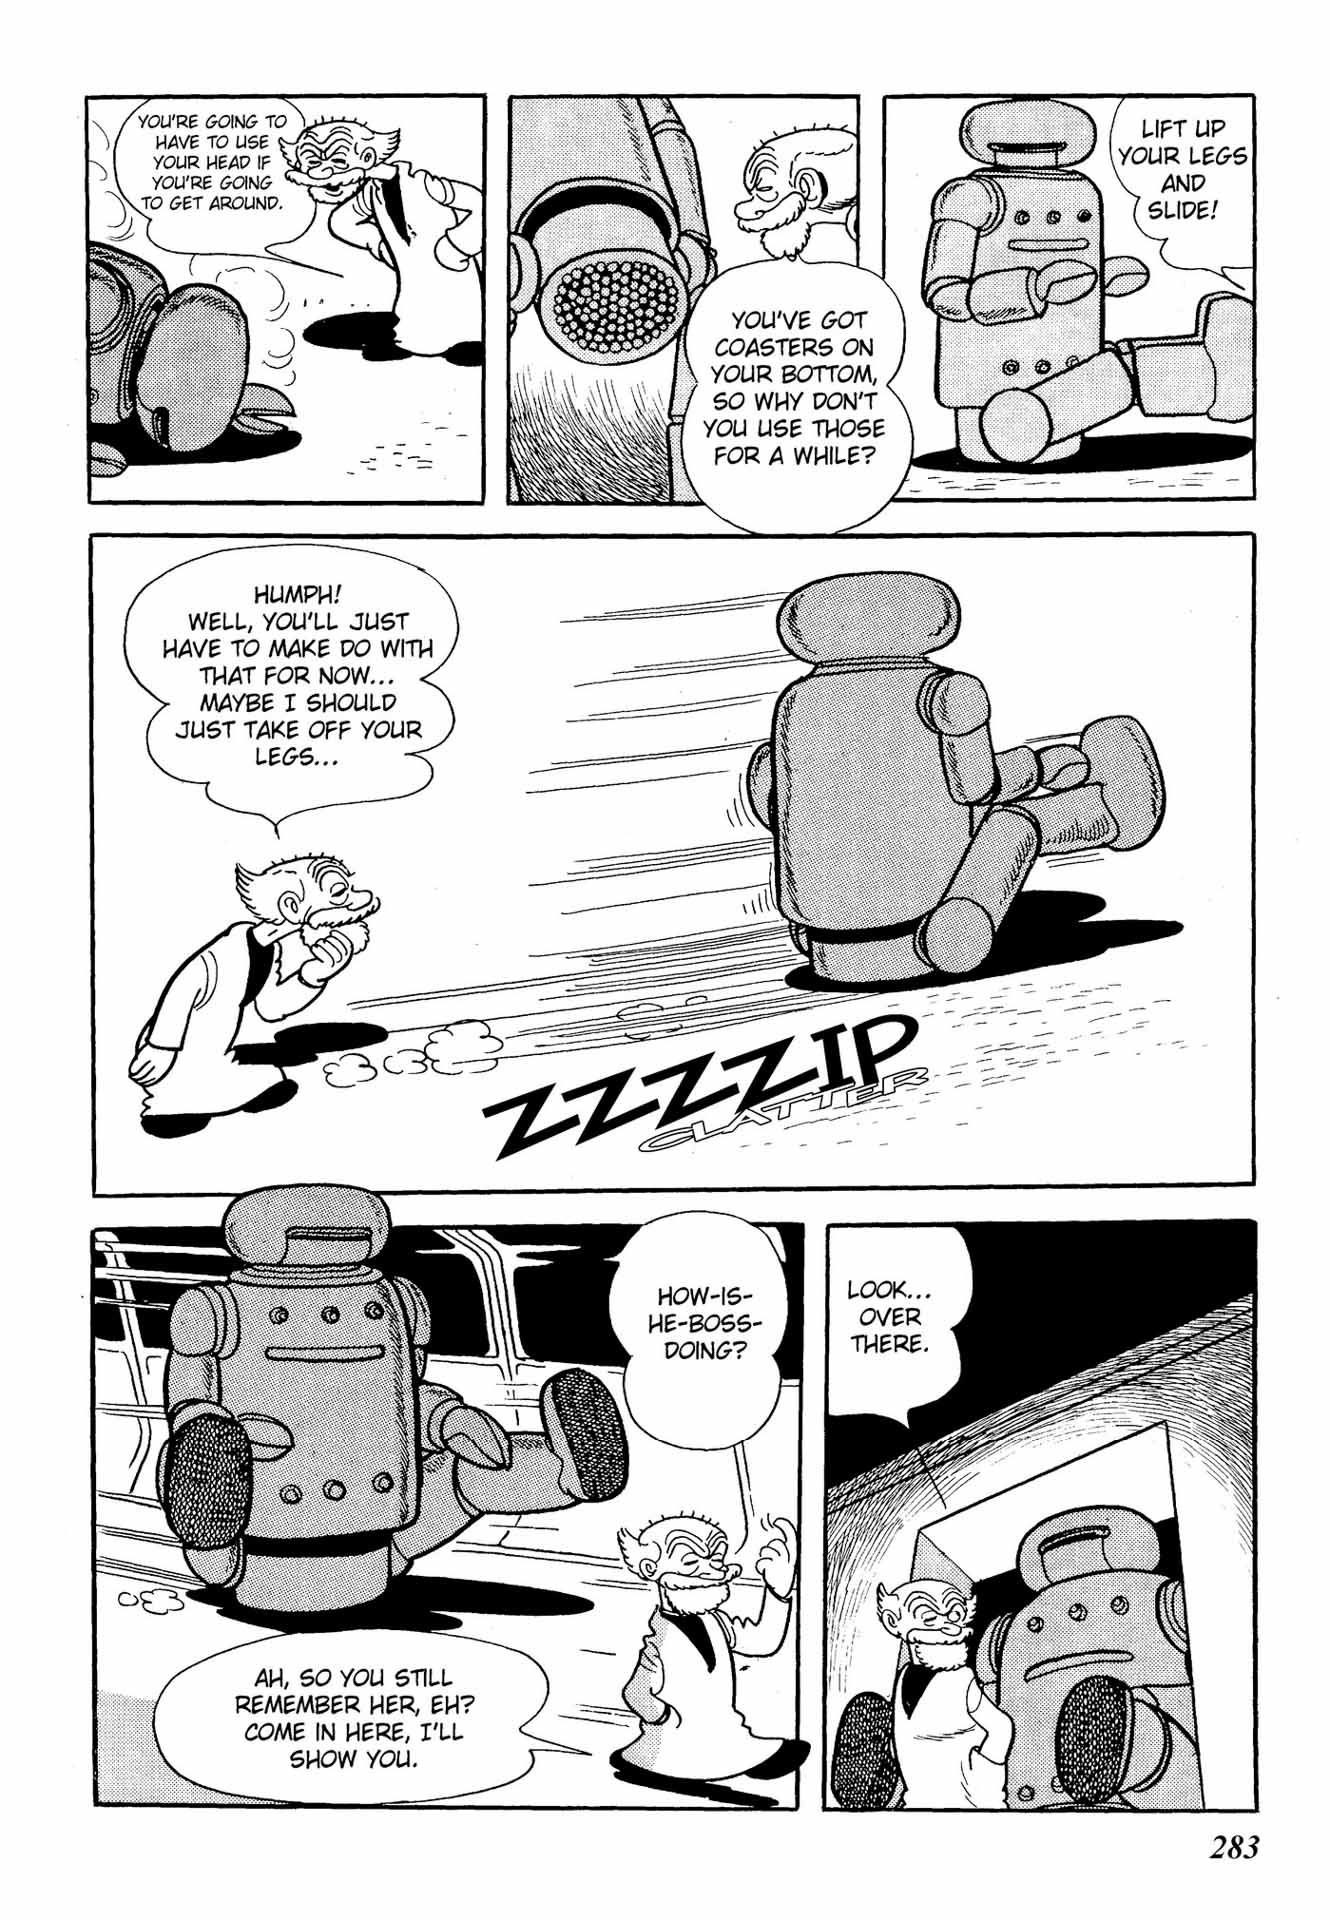 YOU'RE GOING TO
HAVE TO USE
YOUR HEAD IF
YOU'RE GOING
TO GET AROUND.
YOU'VE GOT
COASTERS ON
YOUR BOTTOM,
SO WHY DON'T
YOU USE THOSE
FOR A WHILE?
LIFT UP
YOUR LEGS
AND
SLIDE!
HUMPH!
WELL, YOU'LL JUST
HAVE TO MAKE DO WITH
THAT FOR NOW...
MAYBE I SHOULD
JUST TAKE OFF YOUR
LEGS...
ZZZZZIP
CLATTER
HOW-IS-
HE-BOSS-
DOING?
AH, SO YOU STILL
REMEMBER HER, EH?
COME IN HERE, I'LL
SHOW YOU.
LOOK...
OVER
THERE.
283